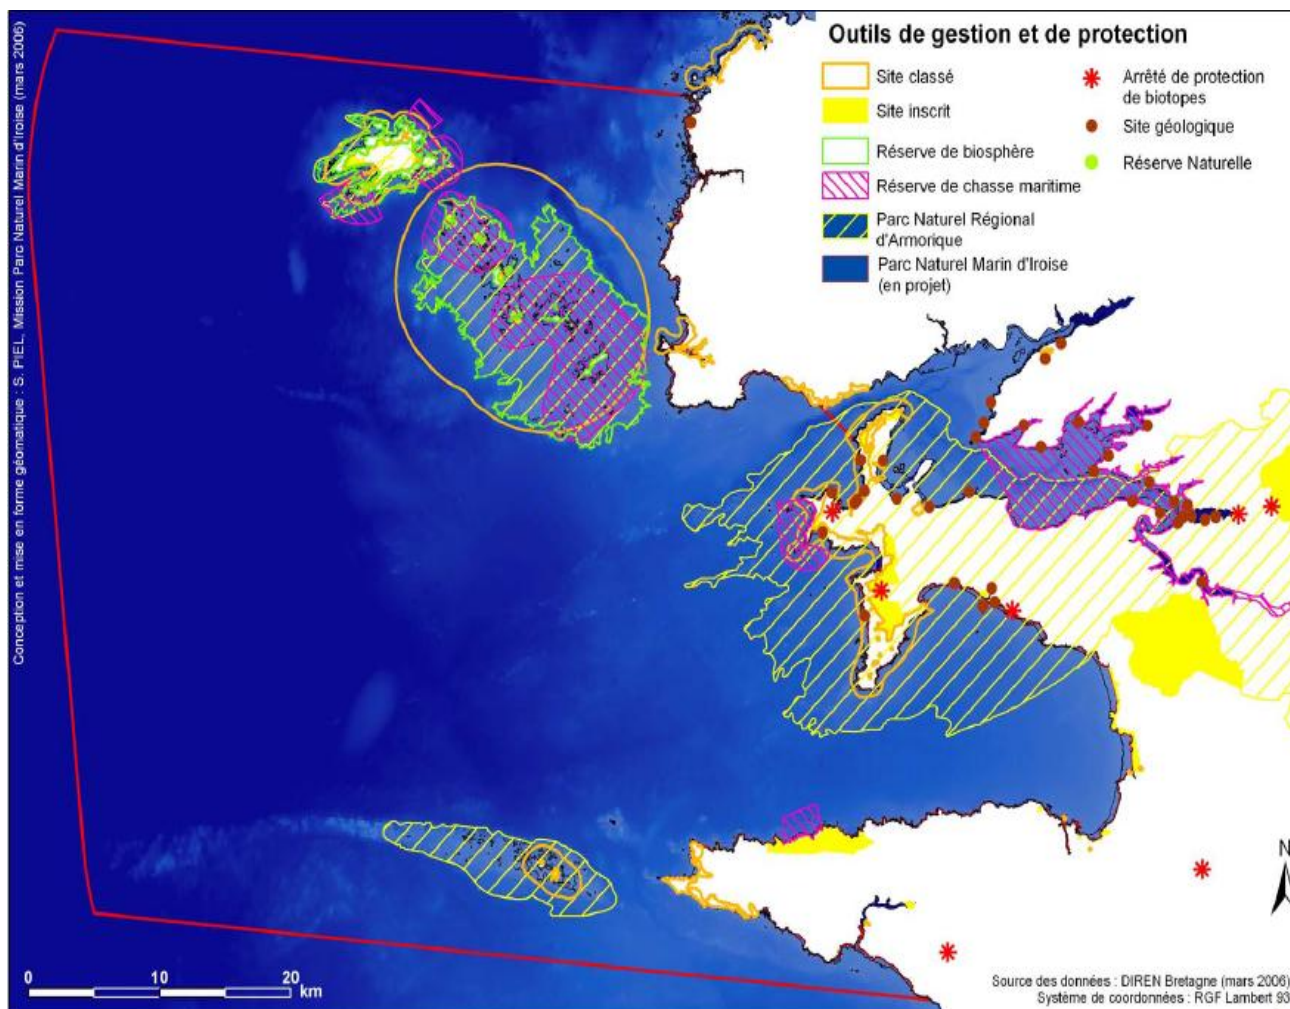 Outils de gestion et de protection
Site classé
Site inscrit
Réserve de biosphère
Réserve de chasse maritime
Parc Naturel Régional
d'Armorique
Parc Naturel Marin d'Iroise
(en projet)
Arrêté de protection
de biotopes
Site géologique
Réserve Naturelle
Conception et mise en forme géomatique : S. PIEL, Mission Parc Naturel Marin d'Iroise (mars 2006)
N
0 10 20
km
Source des données : DIREN Bretagne (mars 2006)
Système de coordonnées : RGF Lambert 93